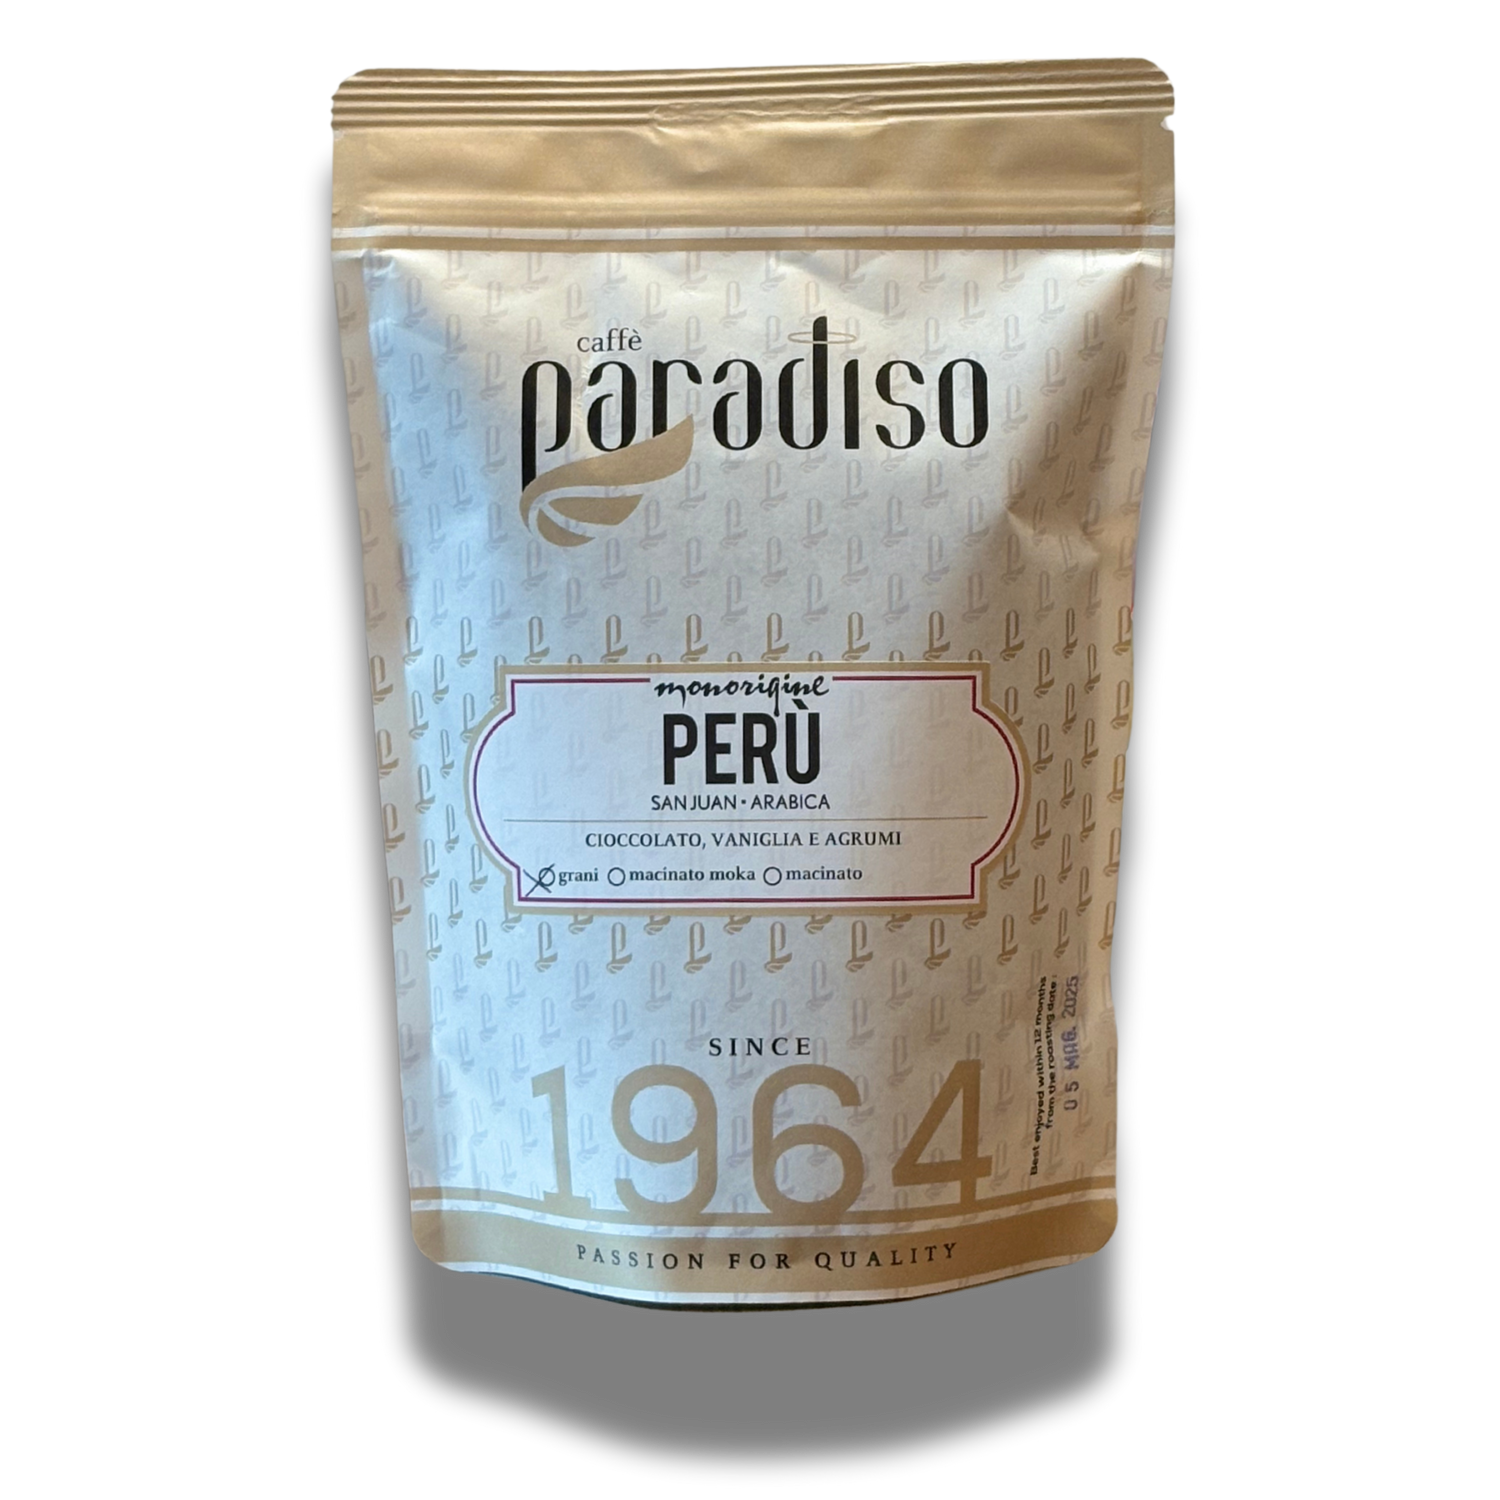 caffè
paradiso
monorigine
PERÙ
SAN JUAN • ARABICA
CIOCCOLATO, VANIGLIA E AGRUMI
grani macinato moka macinato
Best enjoyed within 12 months
from the roasting date:
05 MAG. 2025
SINCE
1964
PASSION FOR QUALITY